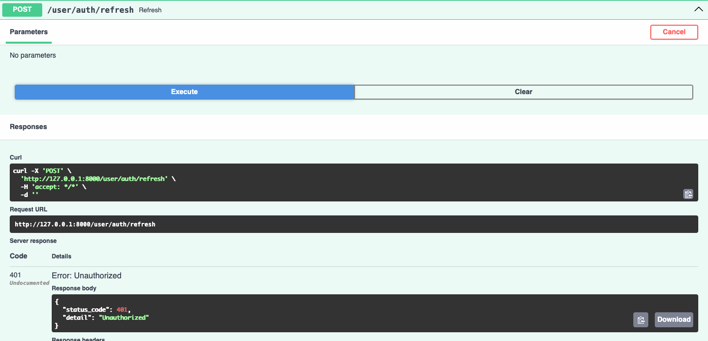 POST /user/auth/refresh Refresh
Parameters
Cancel
No parameters
Execute
Clear
Responses
Curl
curl -X 'POST' \
'http://127.0.0.1:8000/user/auth/refresh' \
-H 'accept: */*' \
-d ''
Request URL
http://127.0.0.1:8000/user/auth/refresh
Server response
Code Details
401 Error: Unauthorized
Undocumented
Response body
{
"status_code": 401,
"detail": "Unauthorized"
}
Download
Response headers